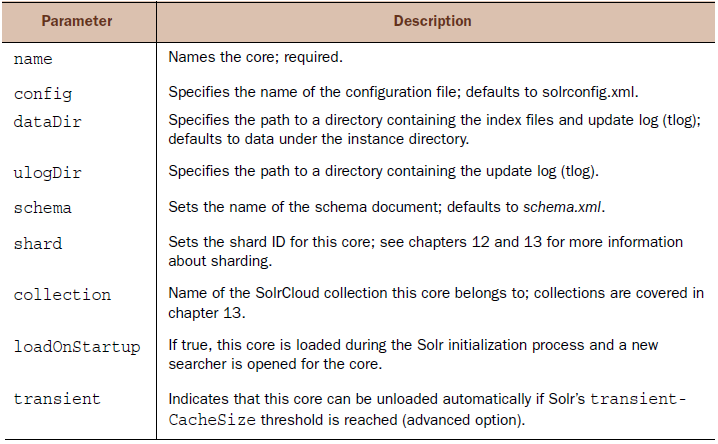 Parameter Description
name Names the core; required.
config Specifies the name of the configuration file; defaults to solrconfig.xml.
dataDir Specifies the path to a directory containing the index files and update log (tlog);
defaults to data under the instance directory.
ulogDir Specifies the path to a directory containing the update log (tlog).
schema Sets the name of the schema document; defaults to schema.xml.
shard Sets the shard ID for this core; see chapters 12 and 13 for more information
about sharding.
collection Name of the SolrCloud collection this core belongs to; collections are covered in
chapter 13.
loadOnStartup If true, this core is loaded during the Solr initialization process and a new
searcher is opened for the core.
transient Indicates that this core can be unloaded automatically if Solr's transient-
CacheSize threshold is reached (advanced option).